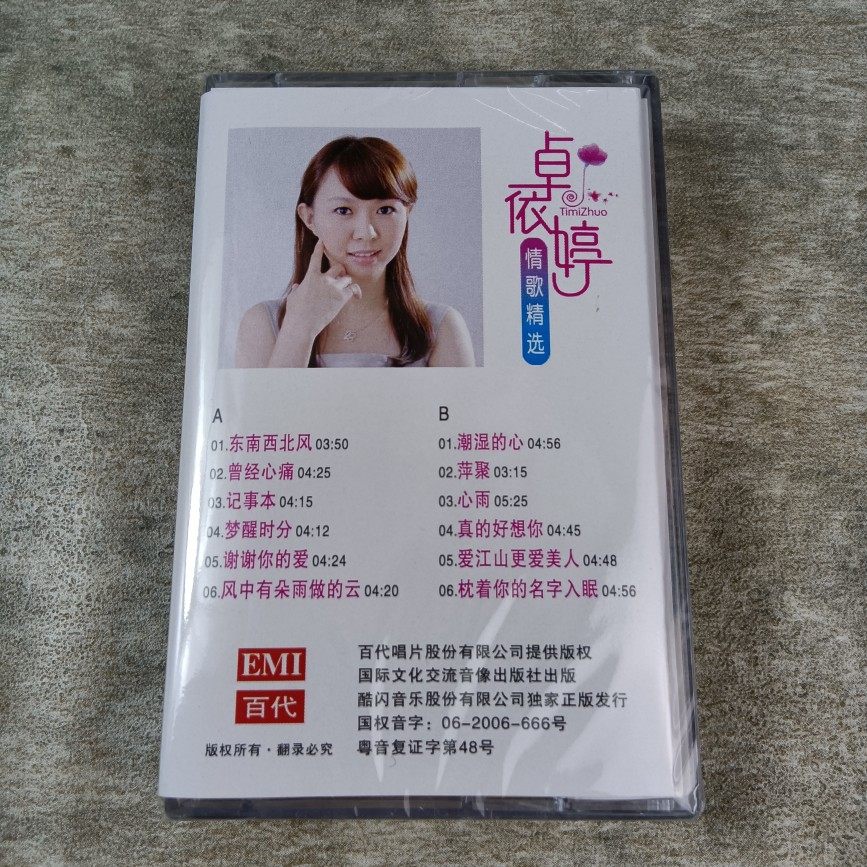 卓依婷
TimiZhuo
情歌精选
A
01.东南西北风 03:50
02.曾经心痛 04:25
03.记事本 04:15
04.梦醒时分 04:12
05.谢谢你的爱 04:24
06.风中有朵雨做的云 04:20
B
01.潮湿的心 04:56
02.萍聚 03:15
03.心雨 05:25
04.真的好想你 04:45
05.爱江山更爱美人 04:48
06.枕着你的名字入眠 04:56
EMI
百代
版权所有·翻录必究
百代唱片股份有限公司提供版权
国际文化交流音像出版社出版
酷闪音乐股份有限公司独家正版发行
国权音字：06-2006-666号
粤音复证字第48号